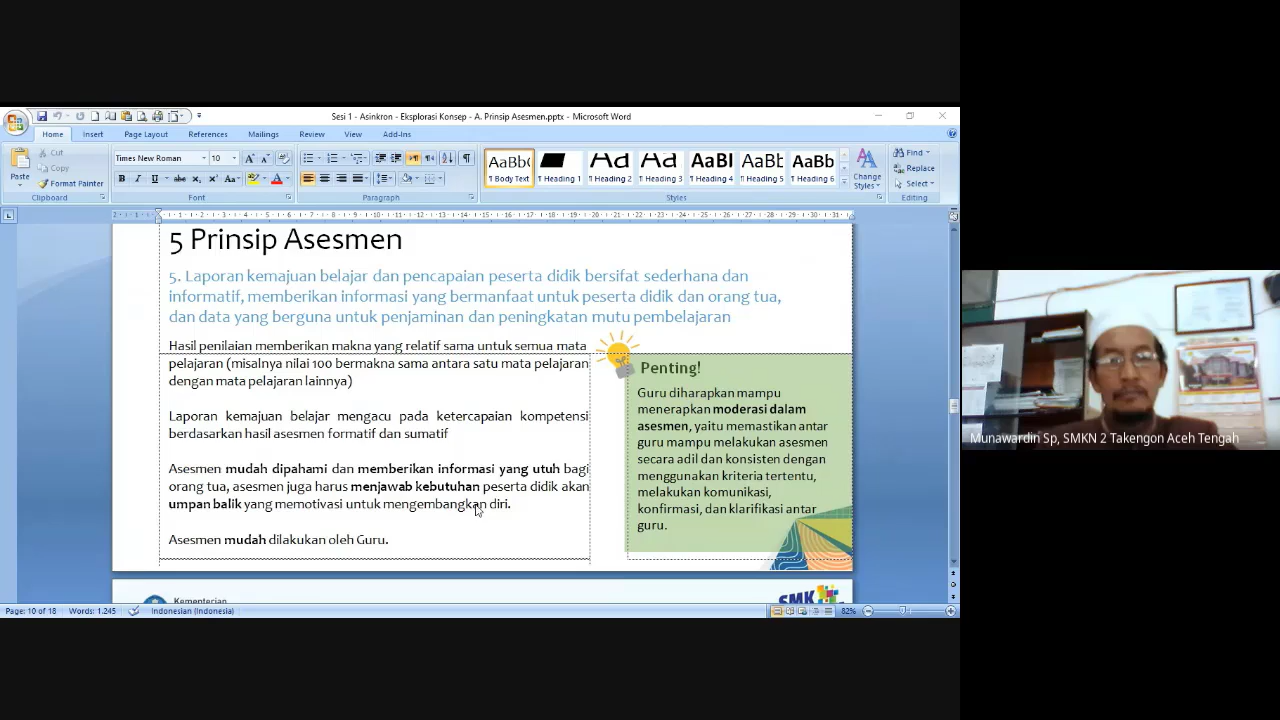 Sesi 1 - Asinkron - Eksplorasi Konsep - A. Prinsip Asesmen.pptx - Microsoft Word
Home Insert Page Layout References Mailings Review View Add-Ins
Paste
Cut
Copy
Format Painter
Clipboard
Times New Roman 10
Font
Paragraph
AaBbC AaBl AaBbC AaBb
¶ Body Text ¶ Heading 1 ¶ Heading 2 ¶ Heading 3 ¶ Heading 4 ¶ Heading 5 ¶ Heading 6
Change Styles
Styles
Find
Replace
Select
Editing
5 Prinsip Asesmen
5. Laporan kemajuan belajar dan pencapaian peserta didik bersifat sederhana dan
informatif, memberikan informasi yang bermanfaat untuk peserta didik dan orang tua,
dan data yang berguna untuk penjaminan dan peningkatan mutu pembelajaran
Hasil penilaian memberikan makna yang relatif sama untuk semua mata
pelajaran (misalnya nilai 100 bermakna sama antara satu mata pelajaran
dengan mata pelajaran lainnya)
Laporan kemajuan belajar mengacu pada ketercapaian kompetensi
berdasarkan hasil asesmen formatif dan sumatif
Asesmen mudah dipahami dan memberikan informasi yang utuh bagi
orang tua, asesmen juga harus menjawab kebutuhan peserta didik akan
umpan balik yang memotivasi untuk mengembangkan diri.
Asesmen mudah dilakukan oleh Guru.
Penting!
Guru diharapkan mampu
menerapkan moderasi dalam
asesmen, yaitu memastikan antar
guru mampu melakukan asesmen
secara adil dan konsisten dengan
menggunakan kriteria tertentu,
melakukan komunikasi,
konfirmasi, dan klarifikasi antar
guru.
Kementerian
SMK
Page: 10 of 18 Words: 1.245 Indonesian (Indonesia) 82%
Munawardin Sp, SMKN 2 Takengon Aceh Tengah